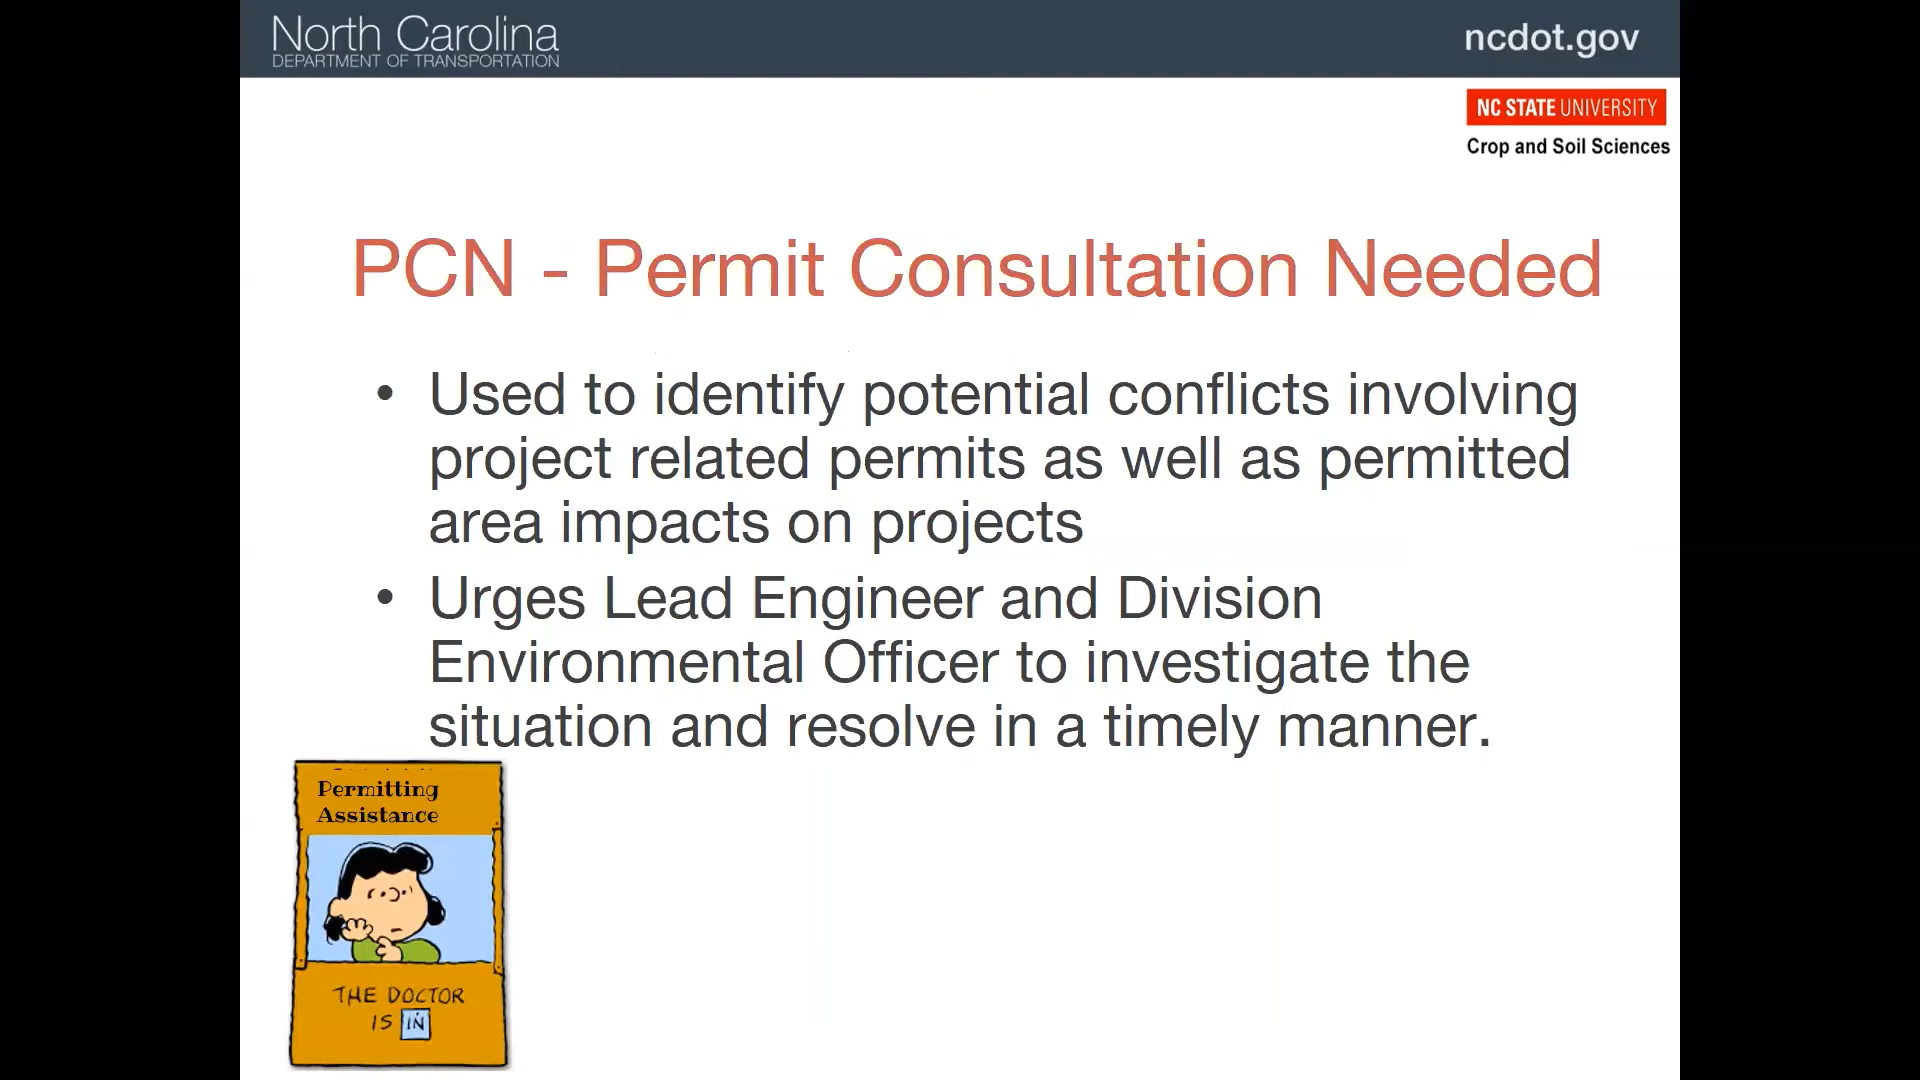 North Carolina
DEPARTMENT OF TRANSPORTATION
ncdot.gov
NC STATE UNIVERSITY
Crop and Soil Sciences
PCN - Permit Consultation Needed
• Used to identify potential conflicts involving
project related permits as well as permitted
area impacts on projects
• Urges Lead Engineer and Division
Environmental Officer to investigate the
situation and resolve in a timely manner.
Permitting
Assistance
THE DOCTOR
IS IN